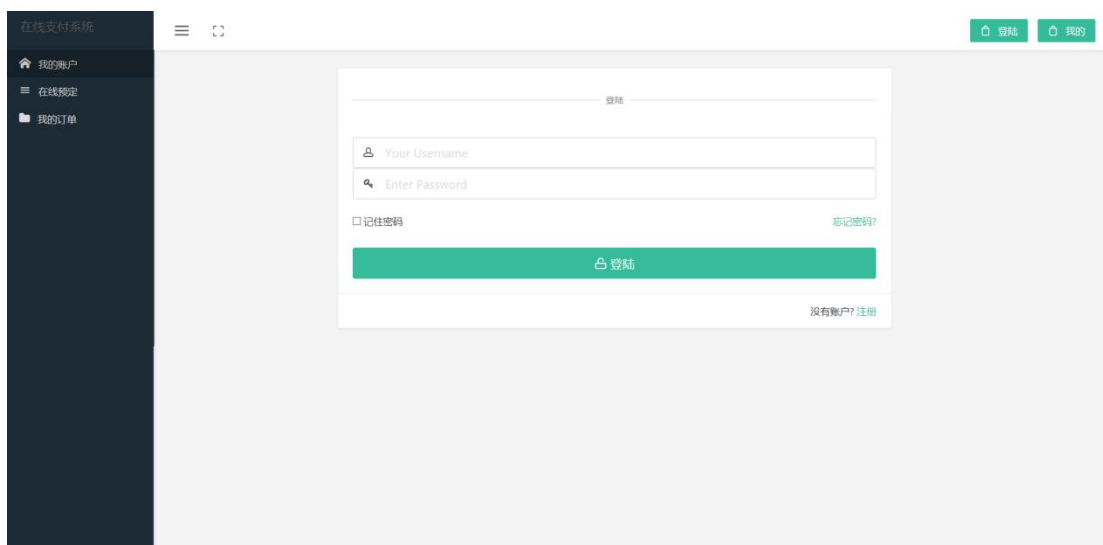 在线支付系统
登陆
我的
我的账户
在线预定
我的订单
登陆
Your Username
Enter Password
记住密码
忘记密码?
登陆
没有账户? 注册